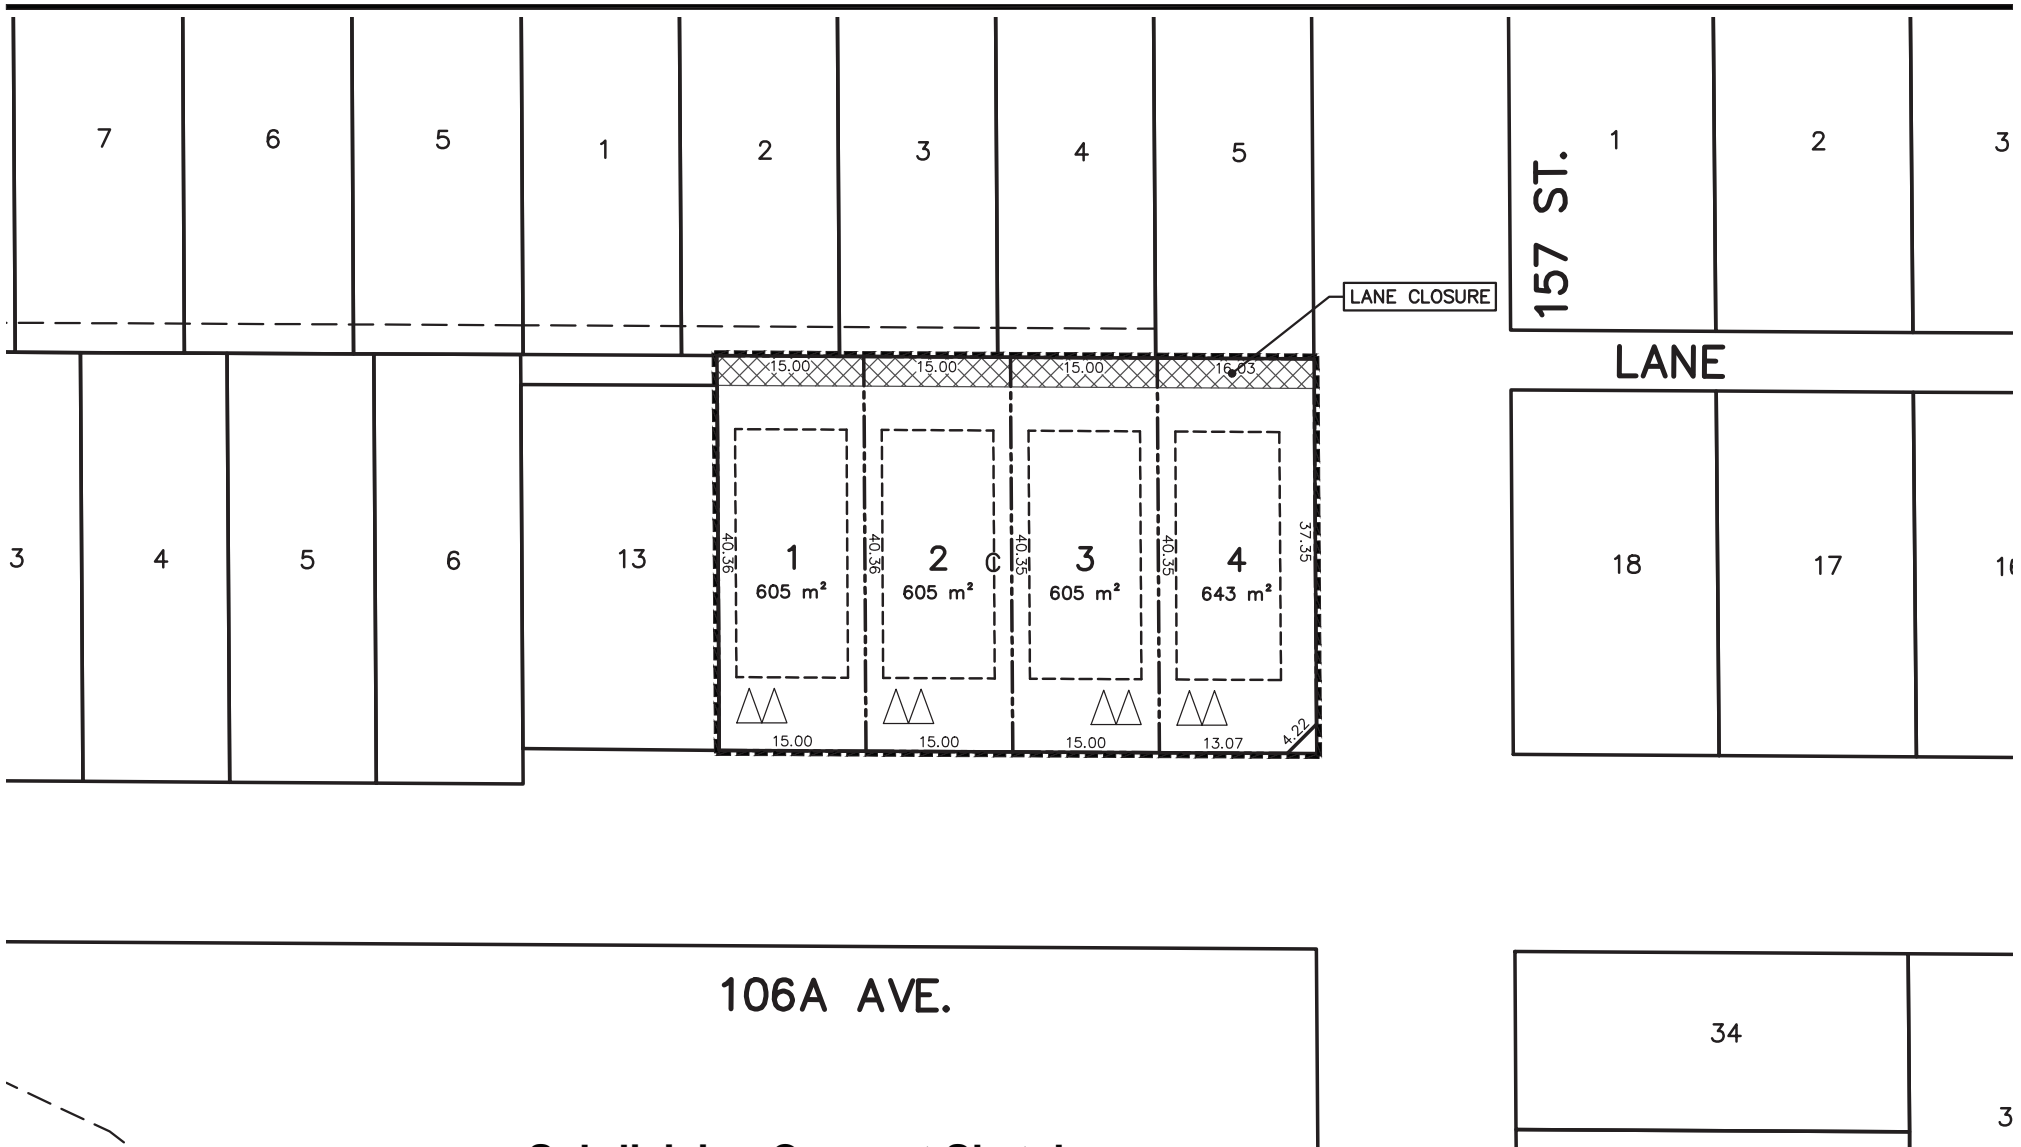 7 6 5 1 2 3 4 5 1 2 3
157 ST.
LANE CLOSURE
LANE
15.00 15.00 15.00 16.03
3 4 5 6 13 18 17
40.36 1 40.36 2 40.35 3 40.35 4 37.35
605 m² 605 m² 605 m² 643 m²
15.00 15.00 15.00 13.07 4.22
106A AVE.
34
3